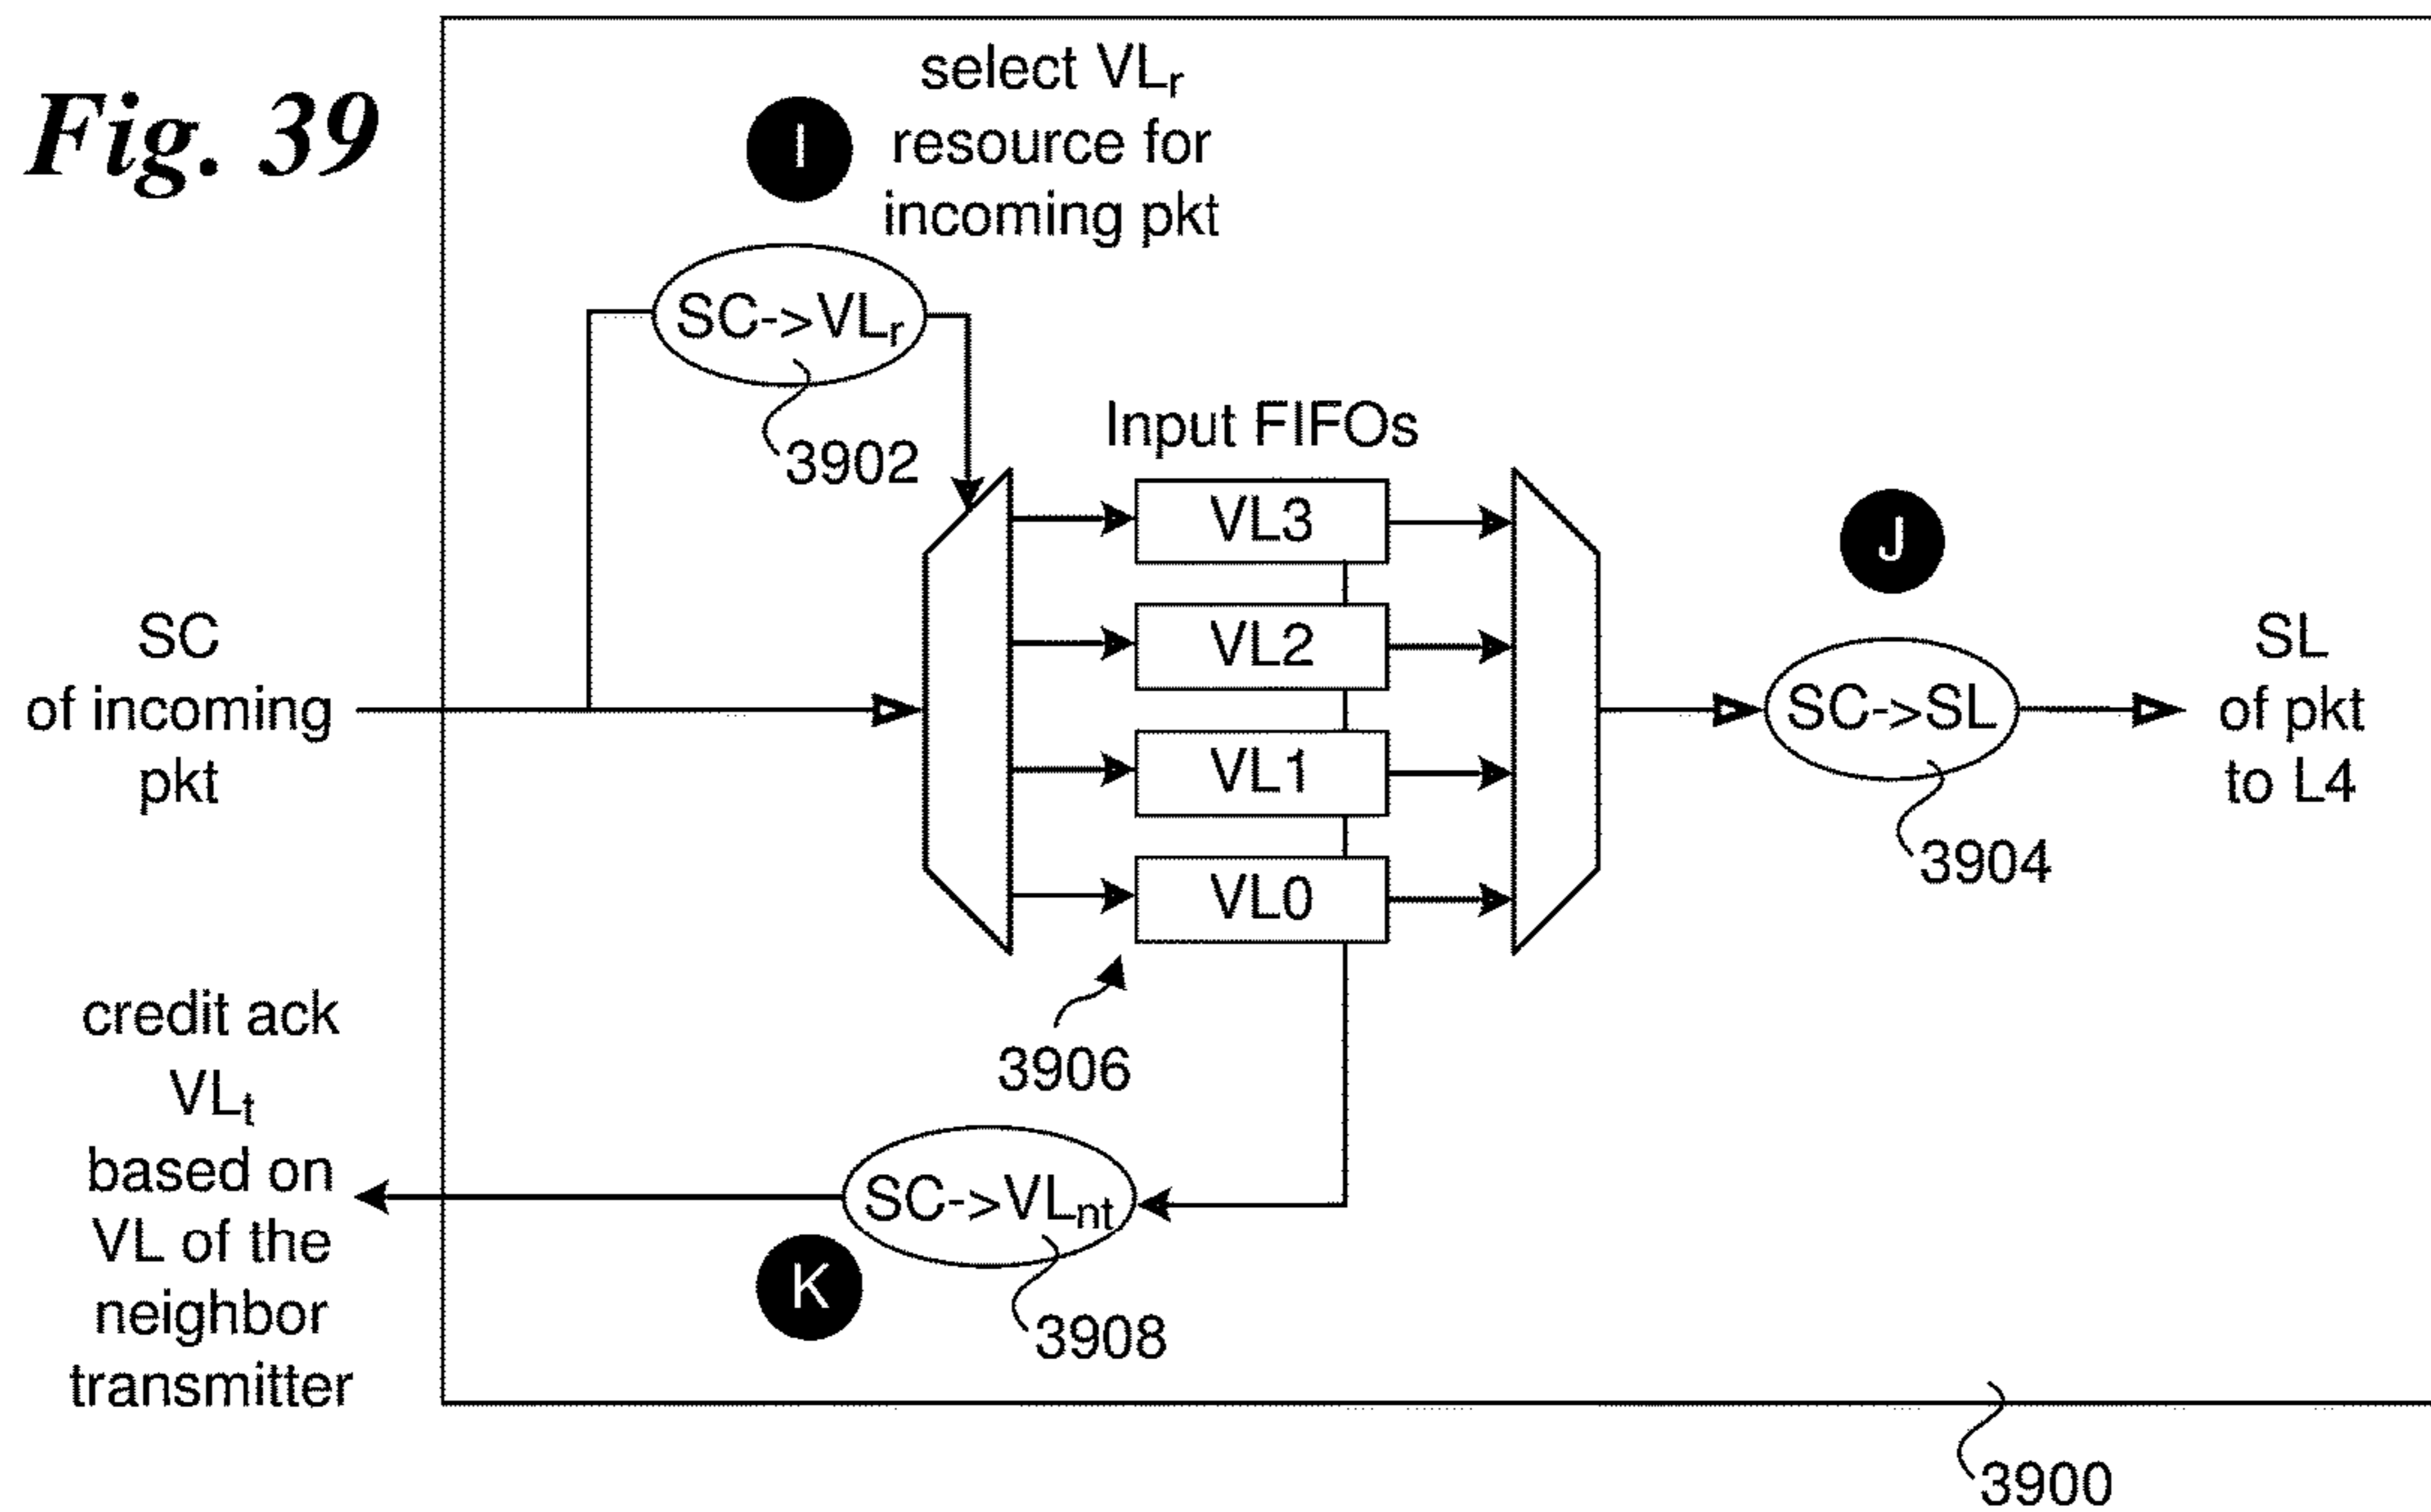 Fig. 39
select VLr
resource for
incoming pkt
I
SC->VLr
3902
Input FIFOs
VL3
VL2
VL1
VL0
3906
SC
of incoming
pkt
J
SC->SL
3904
SL
of pkt
to L4
credit ack
VLt
based on
VL of the
neighbor
transmitter
SC->VLnt
K
3908
3900